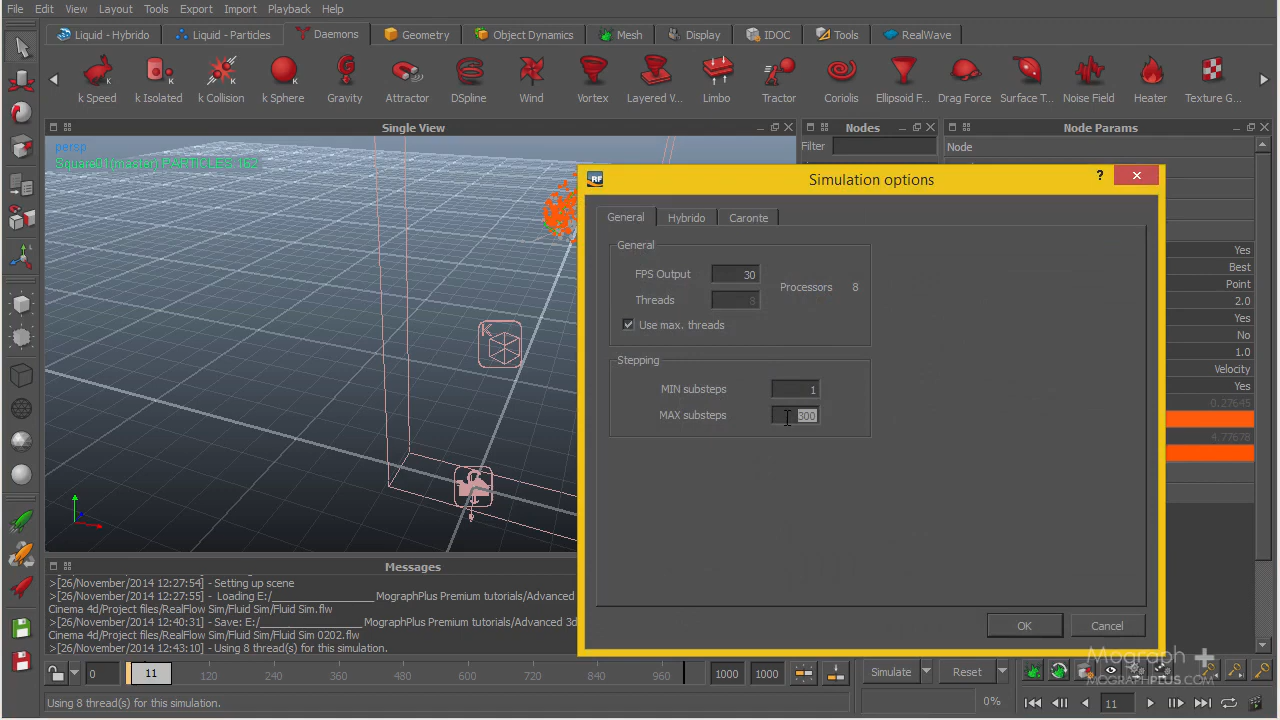 File Edit View Layout Tools Export Import Playback Help
Liquid - Hybrido Liquid - Particles Daemons Geometry Object Dynamics Mesh Display IDOC Tools RealWave
k Speed k Isolated k Collision k Sphere Gravity Attractor DSpline Wind Vortex Layered V... Limbo Tractor Coriolis Ellipsoid F... Drag Force Surface T... Noise Field Heater Texture G...
Single View Nodes Node Params
persp Filter Node
Square01(master) PARTICLES:162
RF Simulation options ?
General Hybrido Caronte
General
FPS Output 30 Processors 8
Threads 8
Use max. threads
Stepping
MIN substeps 1
MAX substeps 300
OK Cancel
K
Yes
Best
Point
2.0
Yes
No
1.0
Velocity
Yes
0.27645
4.77678
Messages
>[26/November/2014 12:27:54) - Setting up scene
>[26/November/2014 12:27:55) - Loading E:/________________ MographPlus Premium tutorials/Advanced
Cinema 4d/Project files/RealFlow Sim/Fluid Sim/Fluid Sim.flw
>[26/November/2014 12:40:31) - Save: E:/________________ MographPlus Premium tutorials/Advanced 3d
Cinema 4d/Project files/RealFlow Sim/Fluid Sim/Fluid Sim 0202.flw
>[26/November/2014 12:43:10) - Using 8 thread(s) for this simulation.
0 11 120 240 360 480 600 720 840 960 1000 1000 Simulate Reset
Using 8 thread(s) for this simulation. 0% 11
Mograph +
MOGRAPHPLUS.COM